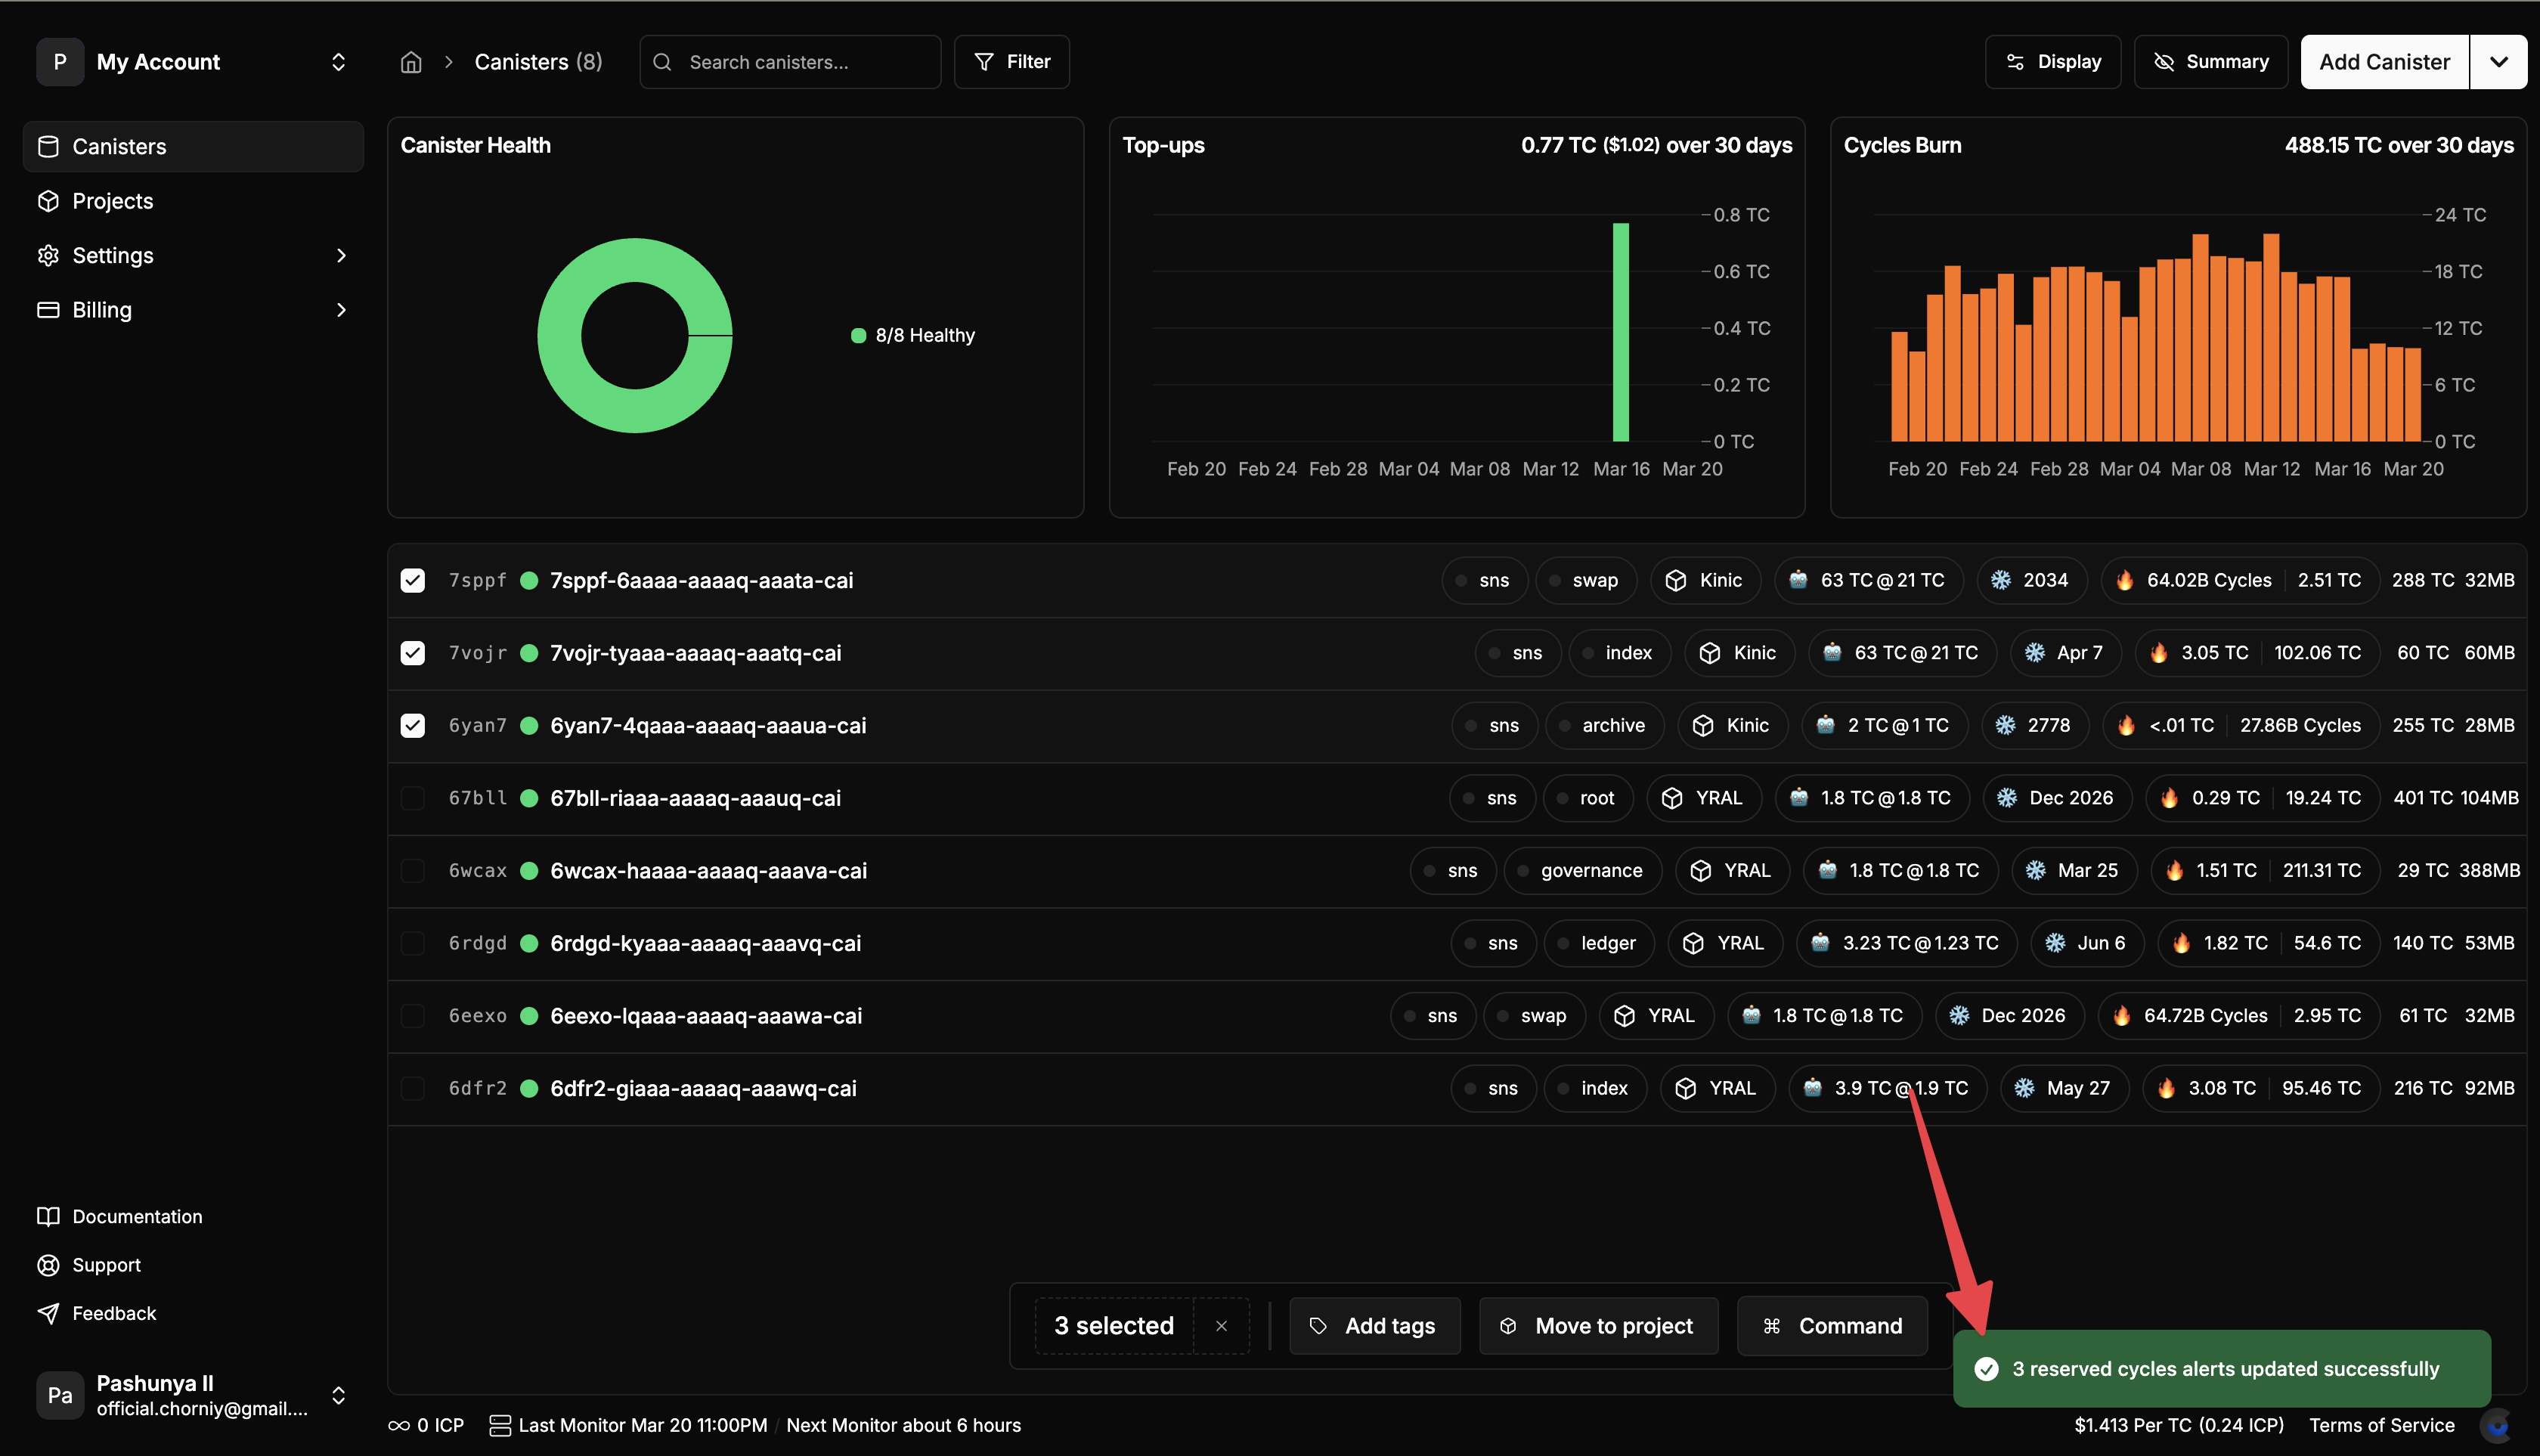 P My Account
Canisters (8)
Search canisters...
Filter
Display
Summary
Add Canister
Canisters
Projects
Settings
Billing
Canister Health
8/8 Healthy
Top-ups 0.77 TC ($1.02) over 30 days
0.8 TC
0.6 TC
0.4 TC
0.2 TC
0 TC
Feb 20 Feb 24 Feb 28 Mar 04 Mar 08 Mar 12 Mar 16 Mar 20
Cycles Burn 488.15 TC over 30 days
24 TC
18 TC
12 TC
6 TC
0 TC
Feb 20 Feb 24 Feb 28 Mar 04 Mar 08 Mar 12 Mar 16 Mar 20
7sppf 7sppf-6aaaa-aaaaq-aaata-cai sns swap Kinic 63 TC@21 TC 2034 64.02B Cycles 2.51 TC 288 TC 32MB
7vojr 7vojr-tyaaa-aaaaq-aaatq-cai sns index Kinic 63 TC@21 TC Apr 7 3.05 TC 102.06 TC 60 TC 60MB
6yan7 6yan7-4qaaa-aaaaq-aaaua-cai sns archive Kinic 2 TC@1 TC 2778 <.01 TC 27.86B Cycles 255 TC 28MB
67bll 67bll-riaaa-aaaaq-aaauq-cai sns root YRAL 1.8 TC@1.8 TC Dec 2026 0.29 TC 19.24 TC 401 TC 104MB
6wcax 6wcax-haaaa-aaaaq-aaava-cai sns governance YRAL 1.8 TC@1.8 TC Mar 25 1.51 TC 211.31 TC 29 TC 388MB
6rdgd 6rdgd-kyaaa-aaaaq-aaavq-cai sns ledger YRAL 3.23 TC@1.23 TC Jun 6 1.82 TC 54.6 TC 140 TC 53MB
6eexo 6eexo-lqaaa-aaaaq-aaawa-cai sns swap YRAL 1.8 TC@1.8 TC Dec 2026 64.72B Cycles 2.95 TC 61 TC 32MB
6dfr2 6dfr2-giaaa-aaaaq-aaawq-cai sns index YRAL 3.9 TC@1.9 TC May 27 3.08 TC 95.46 TC 216 TC 92MB
Documentation
Support
Feedback
3 selected
Add tags
Move to project
⌘ Command
3 reserved cycles alerts updated successfully
Pa Pashunya II
official.chorniy@gmail....
0 ICP Last Monitor Mar 20 11:00PM / Next Monitor about 6 hours
$1.413 Per TC (0.24 ICP) Terms of Service